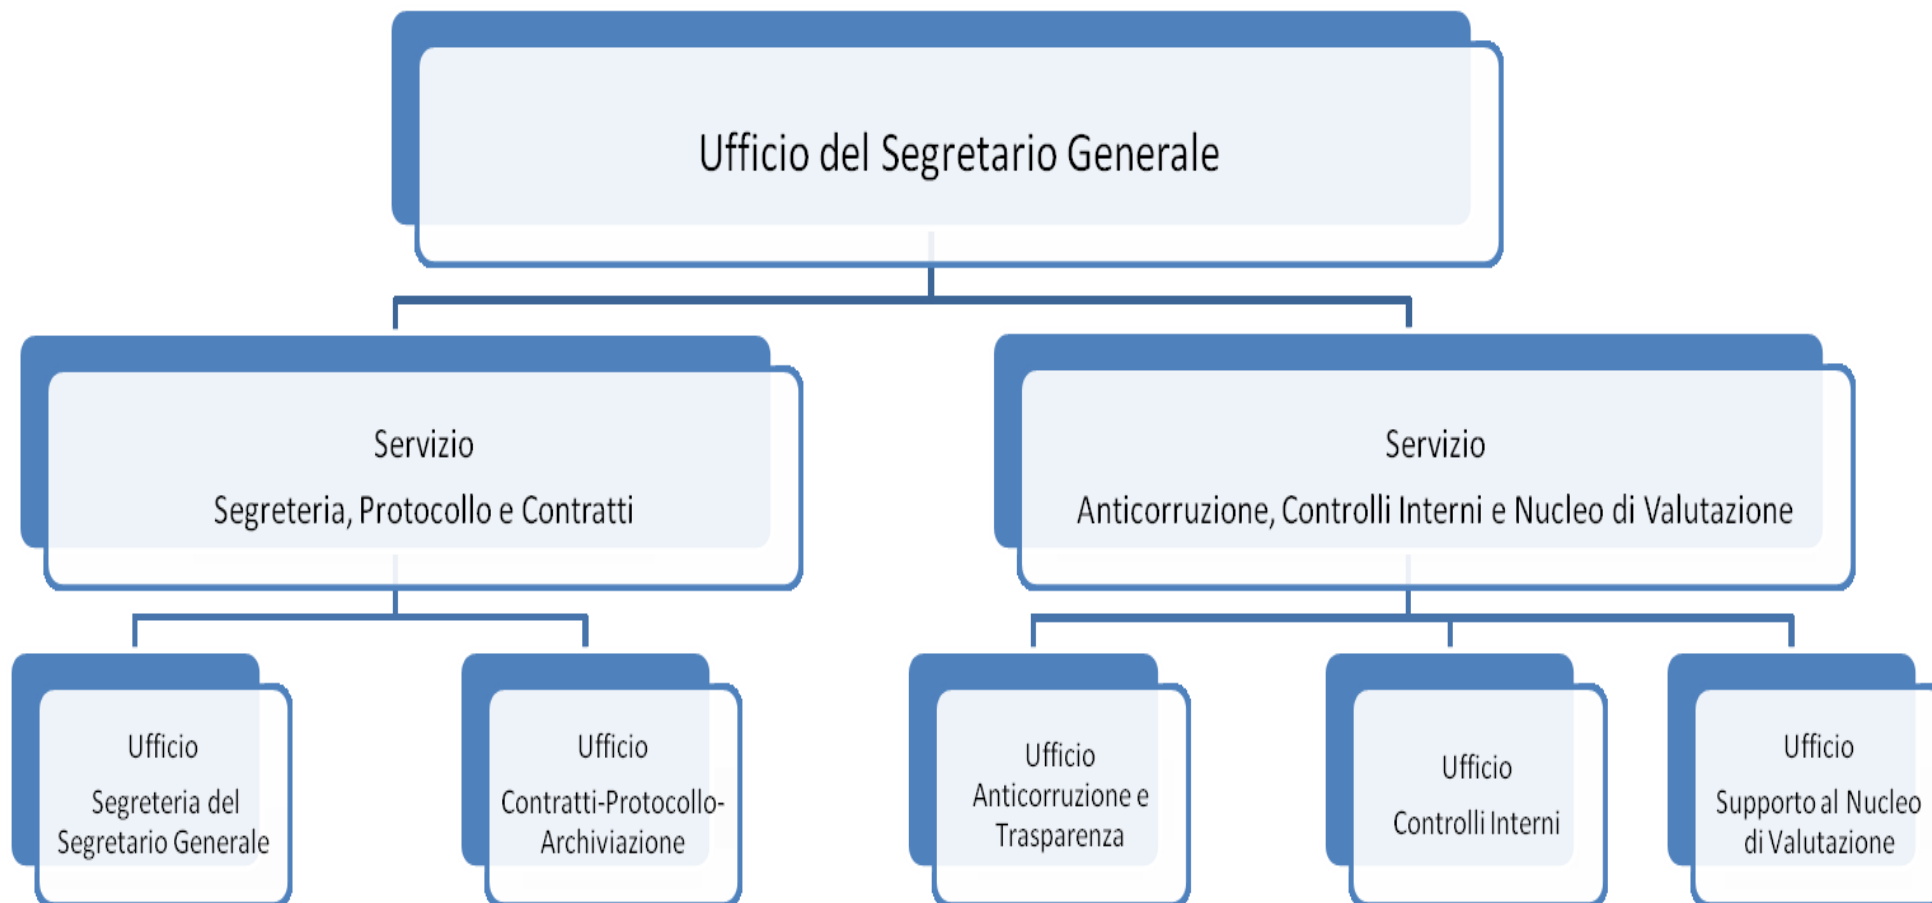 Ufficio del Segretario Generale
Servizio
Segreteria, Protocollo e Contratti
Servizio
Anticorruzione, Controlli Interni e Nucleo di Valutazione
Ufficio
Segreteria del
Segretario Generale
Ufficio
Contratti-Protocollo-
Archiviazione
Ufficio
Anticorruzione e
Trasparenza
Ufficio
Controlli Interni
Ufficio
Supporto al Nucleo
di Valutazione